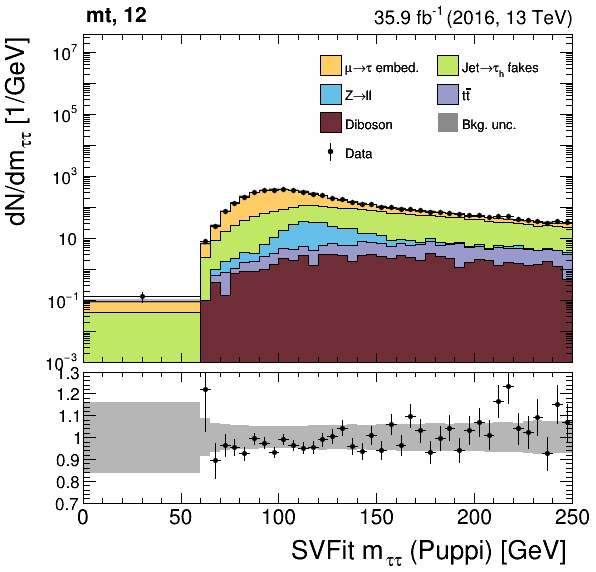 mt, 12
35.9 fb⁻¹ (2016, 13 TeV)
dN/dm_ττ [1/GeV]
10⁷
10⁵
10³
10
10⁻¹
10⁻³
μ→τ embed.
Jet→τ_h fakes
Z→ll
tt̄
Diboson
Bkg. unc.
Data
1.3
1.2
1.1
1
0.9
0.8
0.7
0 50 100 150 200 250
SVFit m_ττ (Puppi) [GeV]